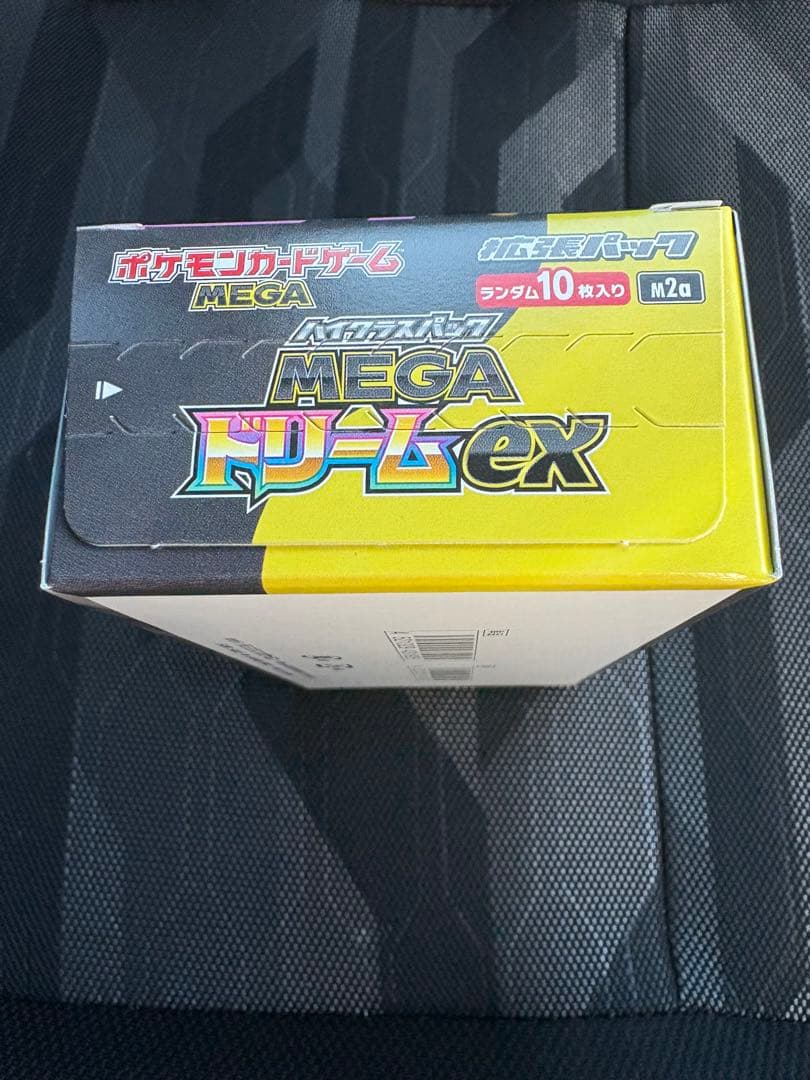 ポケモンカードゲーム
MEGA
拡張パック
ランダム10枚入り
M2a
ハイクラスパック
MEGA
ドリームex